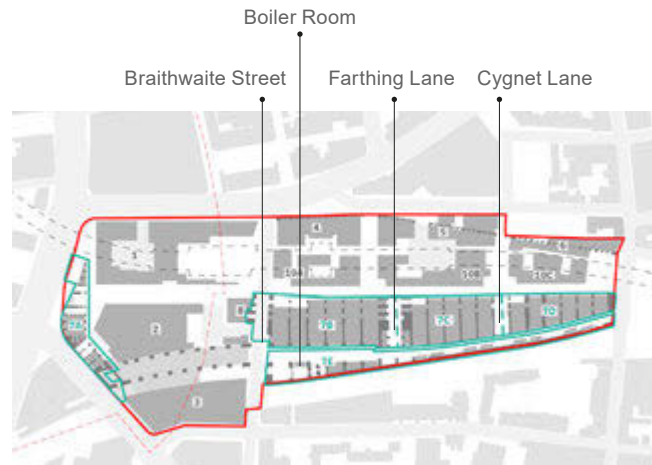 Boiler Room
Braithwaite Street
Farthing Lane
Cygnet Lane
4
5
6
1
10A
10B
10C
8
7A
2
7B
7C
7D
7E
3